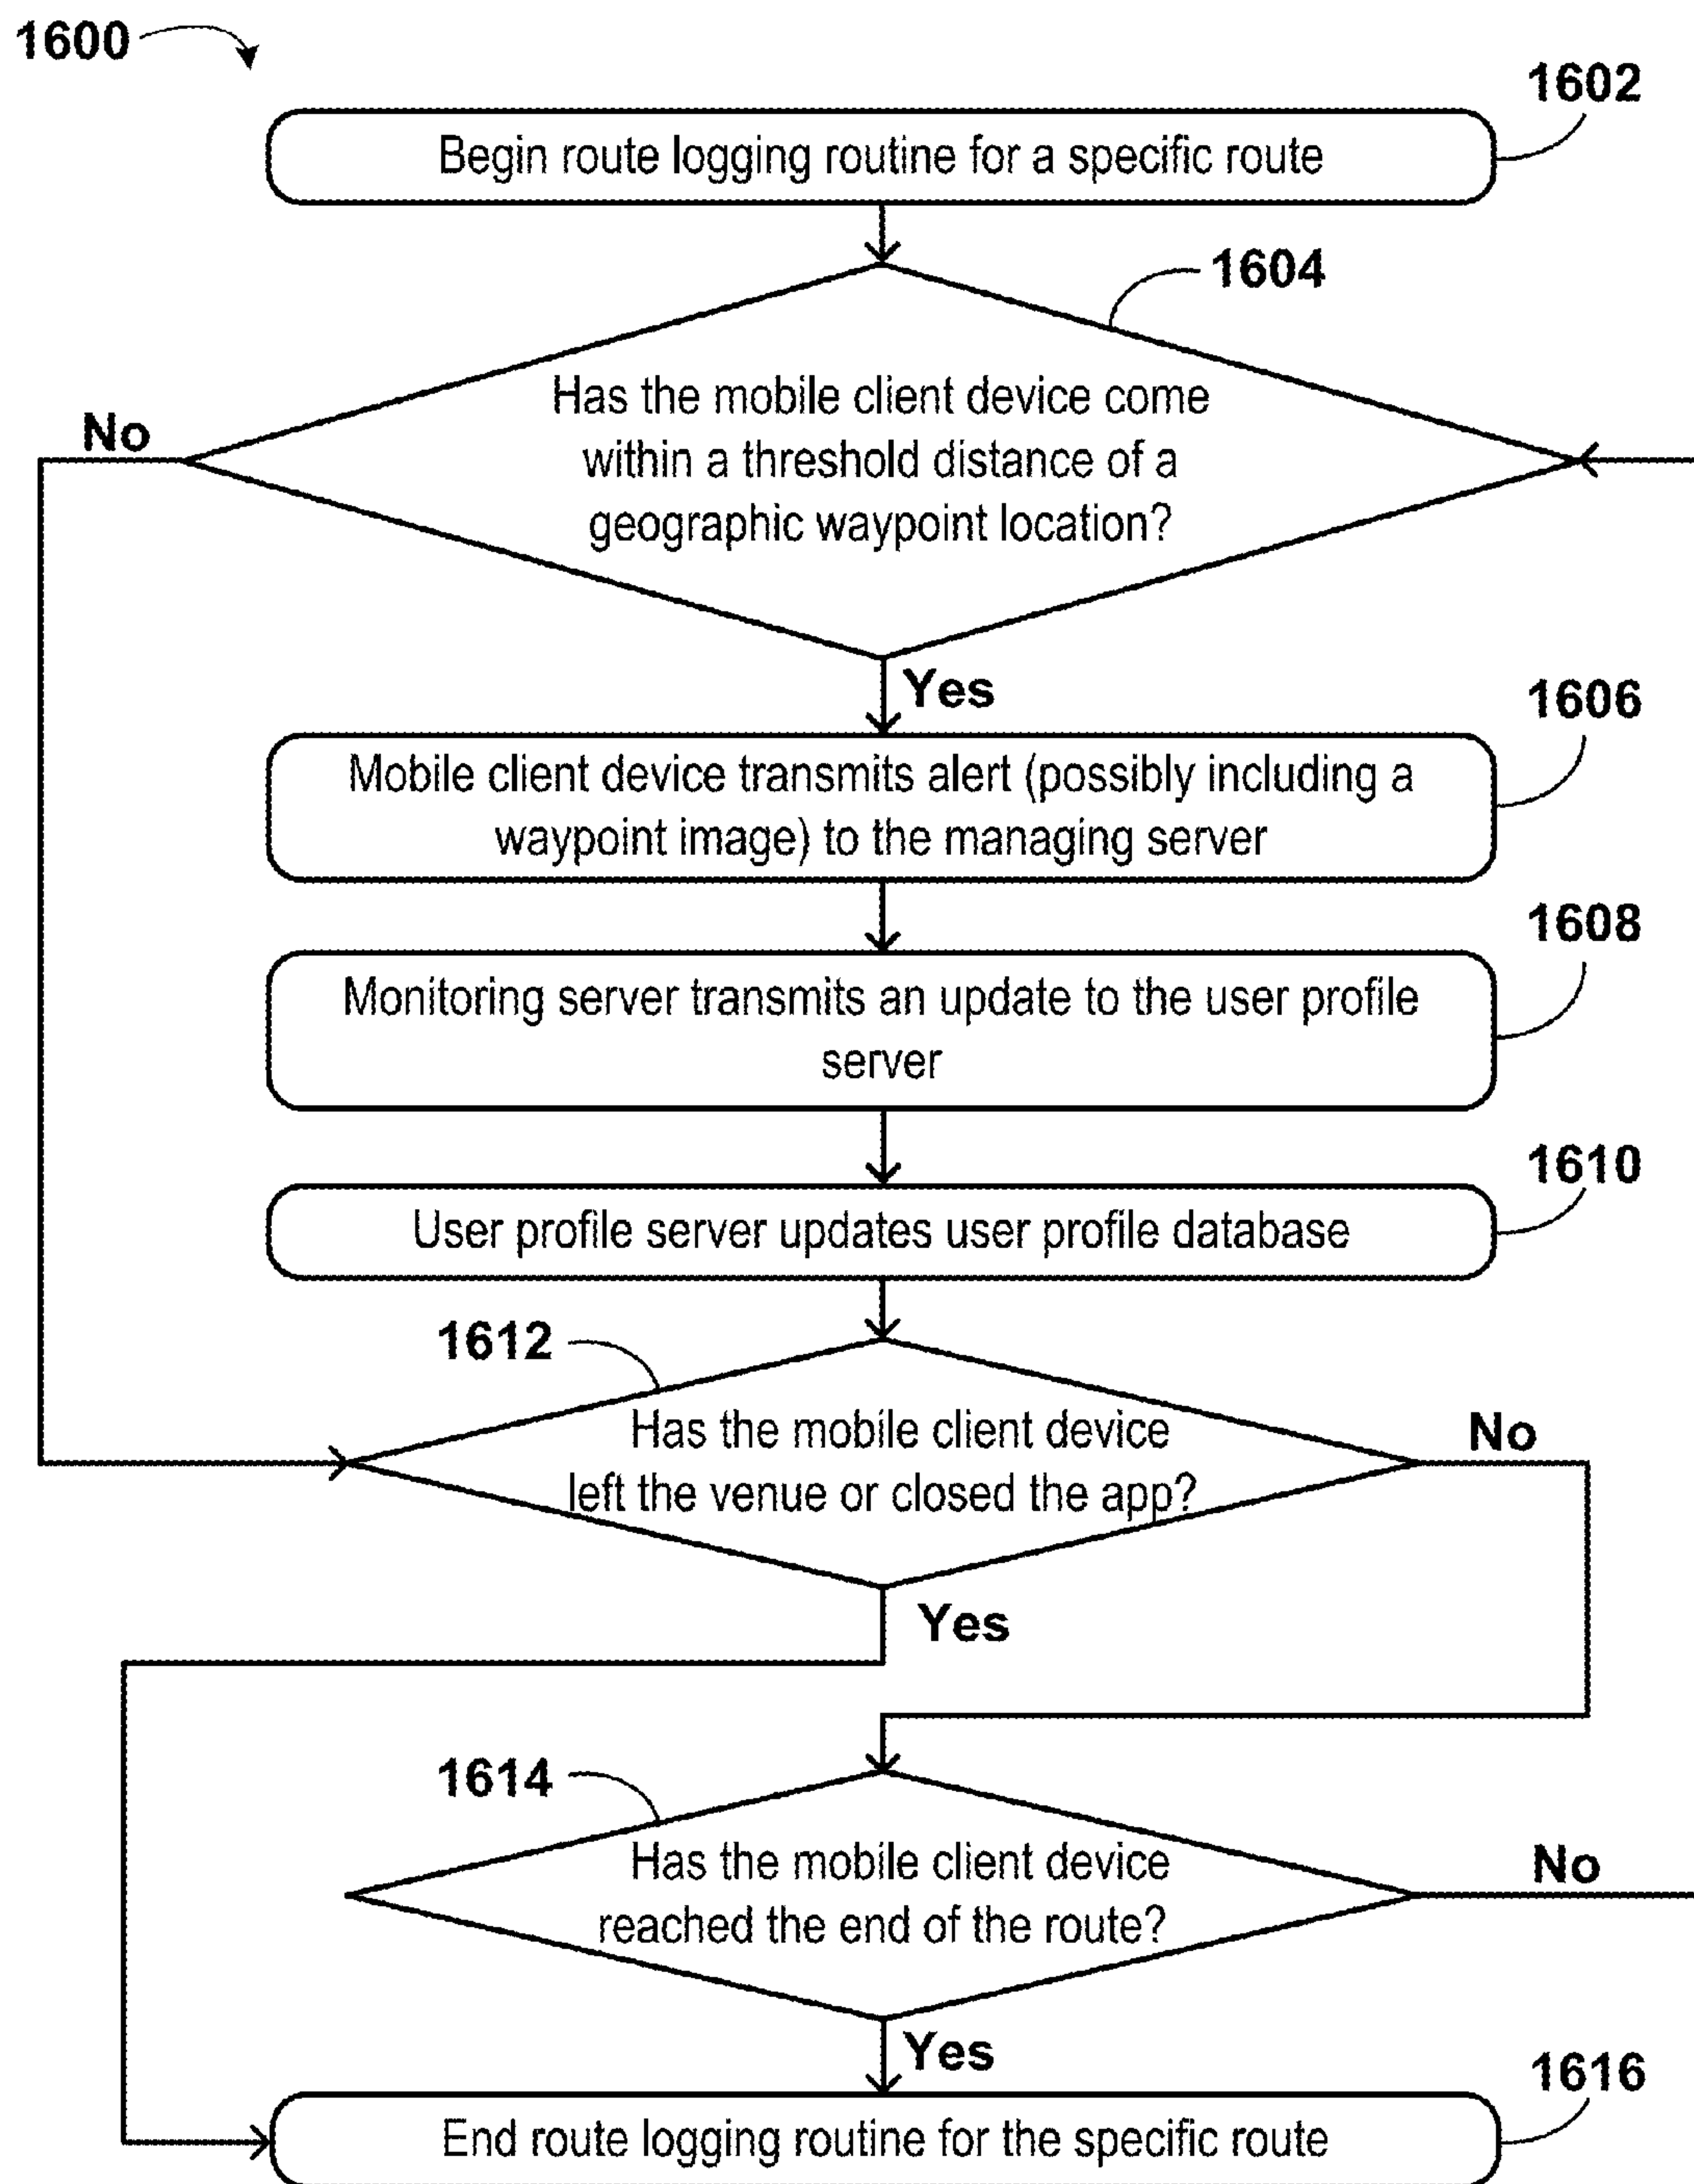 1600
1602
Begin route logging routine for a specific route
1604
Has the mobile client device come
within a threshold distance of a
geographic waypoint location?
No
Yes
1606
Mobile client device transmits alert (possibly including a
waypoint image) to the managing server
1608
Monitoring server transmits an update to the user profile
server
1610
User profile server updates user profile database
1612
Has the mobile client device
left the venue or closed the app?
No
Yes
1614
Has the mobile client device
reached the end of the route?
No
Yes
1616
End route logging routine for the specific route